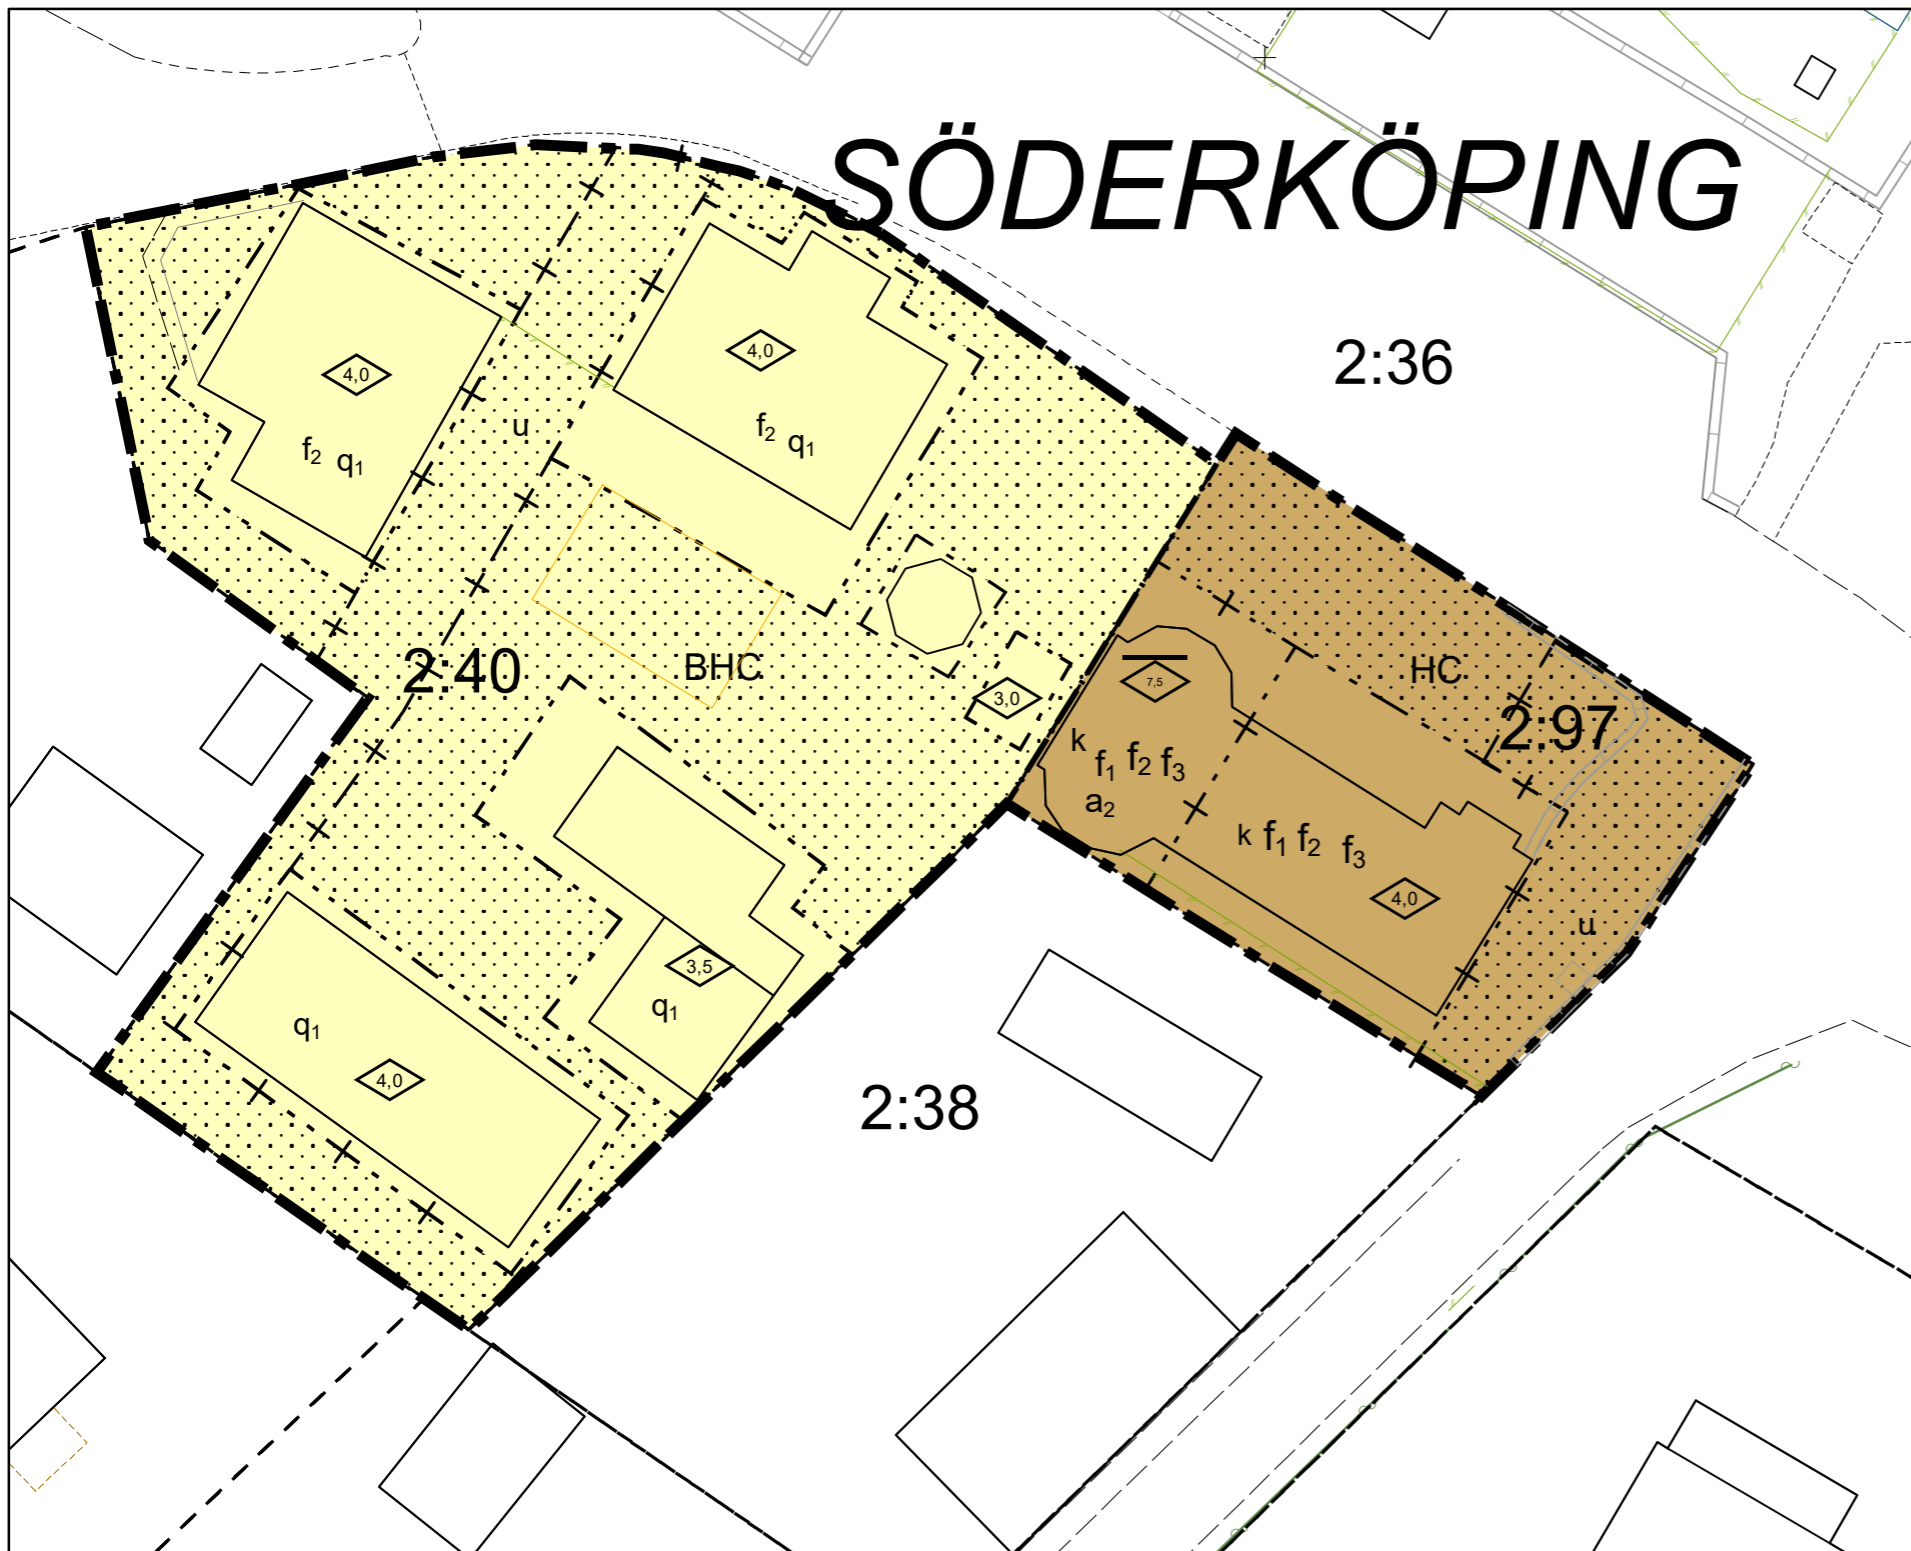 SÖDERKÖPING
2:36
4,0
4,0
f2 q1
u
f2 q1
2:40
BHC
3,0
7,5
HC
2:97
k
f1 f2 f3
a2
k f1 f2 f3
4,0
u
3,5
q1
q1
4,0
2:38